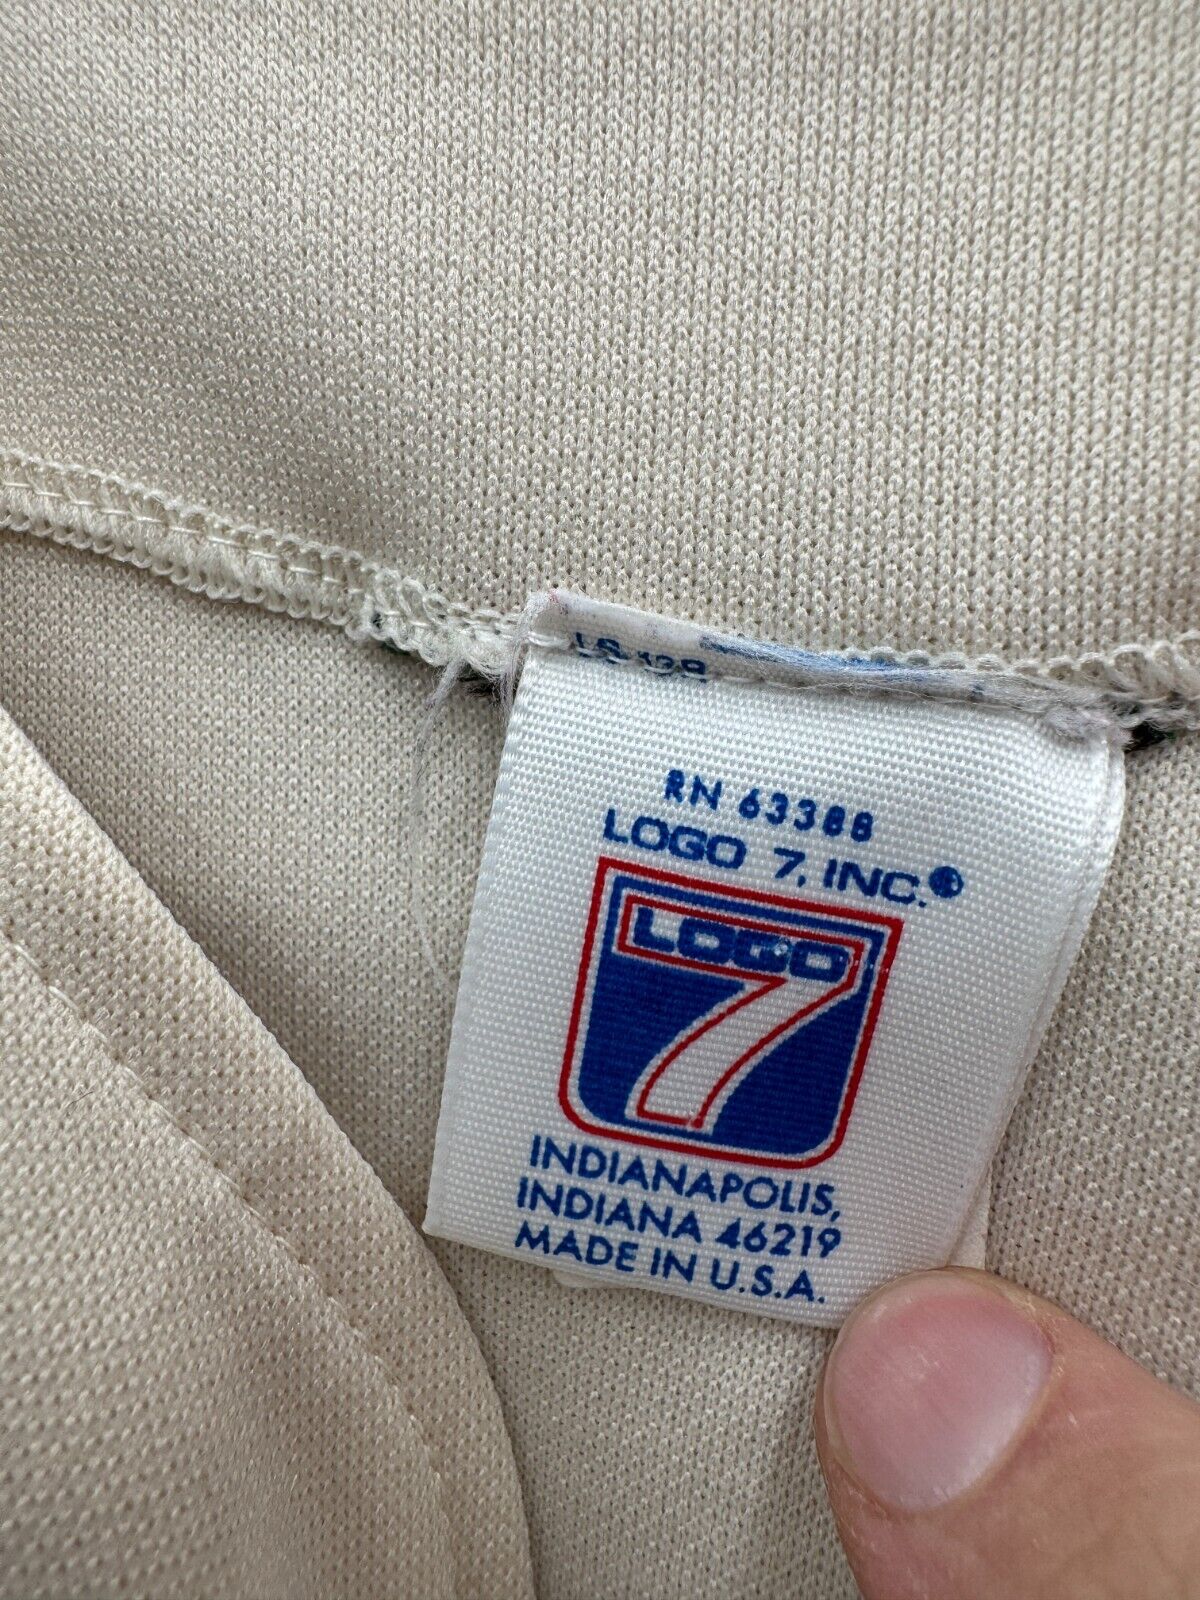 RN 63388
LOGO 7, INC.®
LOGO
7
INDIANAPOLIS,
INDIANA 46219
MADE IN U.S.A.